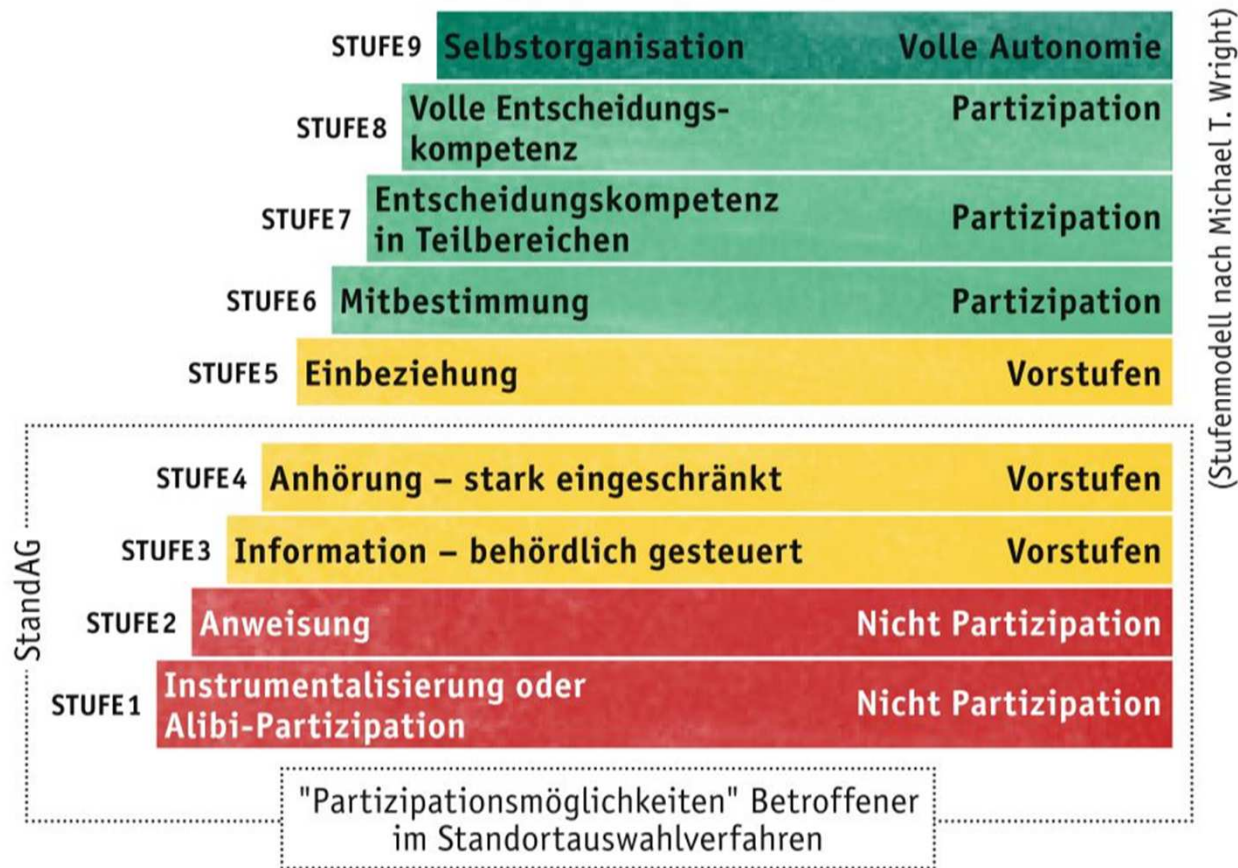 STUFE 9 Selbstorganisation Volle Autonomie
STUFE 8 Volle Entscheidungs- Partizipation
kompetenz
STUFE 7 Entscheidungskompetenz
in Teilbereichen Partizipation
STUFE 6 Mitbestimmung Partizipation
STUFE 5 Einbeziehung Vorstufen
STUFE 4 Anhörung – stark eingeschränkt Vorstufen
STUFE 3 Information – behördlich gesteuert Vorstufen
STUFE 2 Anweisung Nicht Partizipation
STUFE 1 Instrumentalisierung oder Nicht Partizipation
Alibi-Partizipation
StandAG
"Partizipationsmöglichkeiten" Betroffener
im Standortauswahlverfahren
(Stufenmodell nach Michael T. Wright)